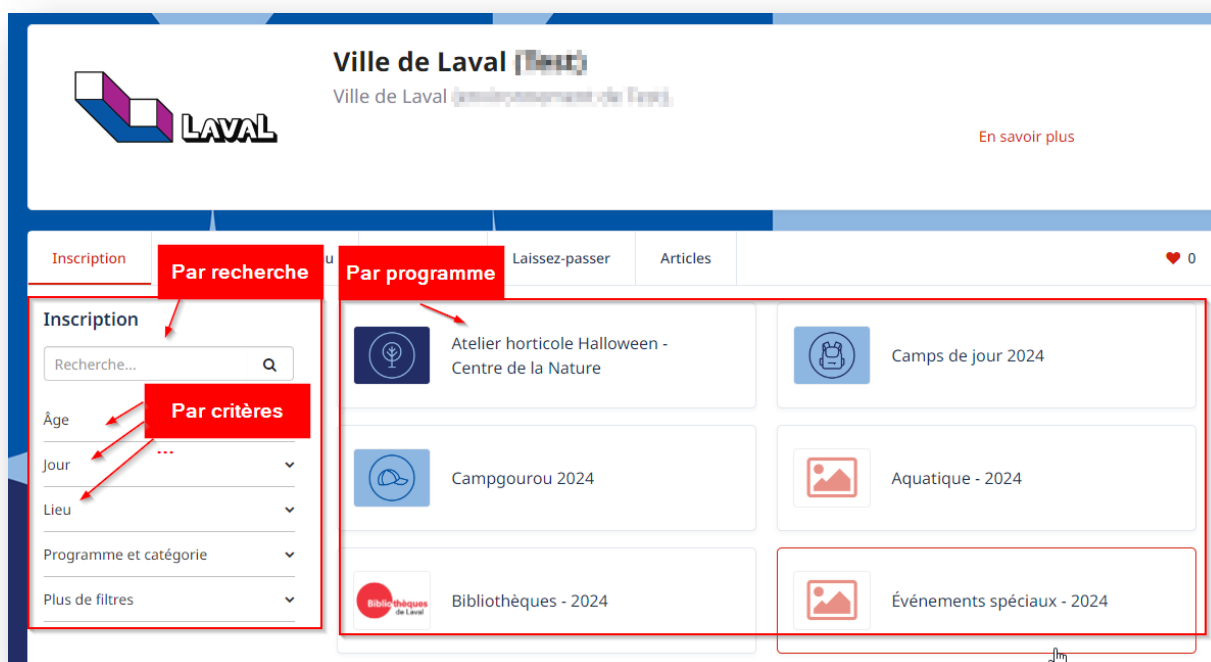 Ville de Laval (Test)
Ville de Laval
LAVAL
En savoir plus
Inscription
u
Laissez-passer
Articles
0
Par recherche
Par programme
Inscription
Recherche...
Par critères
...
Âge
Jour
Lieu
Programme et catégorie
Plus de filtres
Atelier horticole Halloween -
Centre de la Nature
Camps de jour 2024
Campgourou 2024
Aquatique - 2024
Bibliothèques
de Laval
Bibliothèques - 2024
Événements spéciaux - 2024